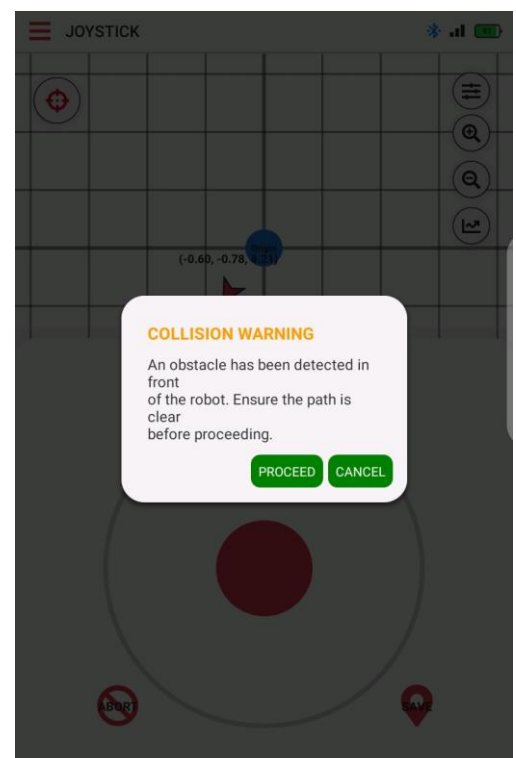 JOYSTICK
(-0.60, -0.78,
COLLISION WARNING
An obstacle has been detected in
front
of the robot. Ensure the path is
clear
before proceeding.
PROCEED CANCEL
ABORT
SAVE